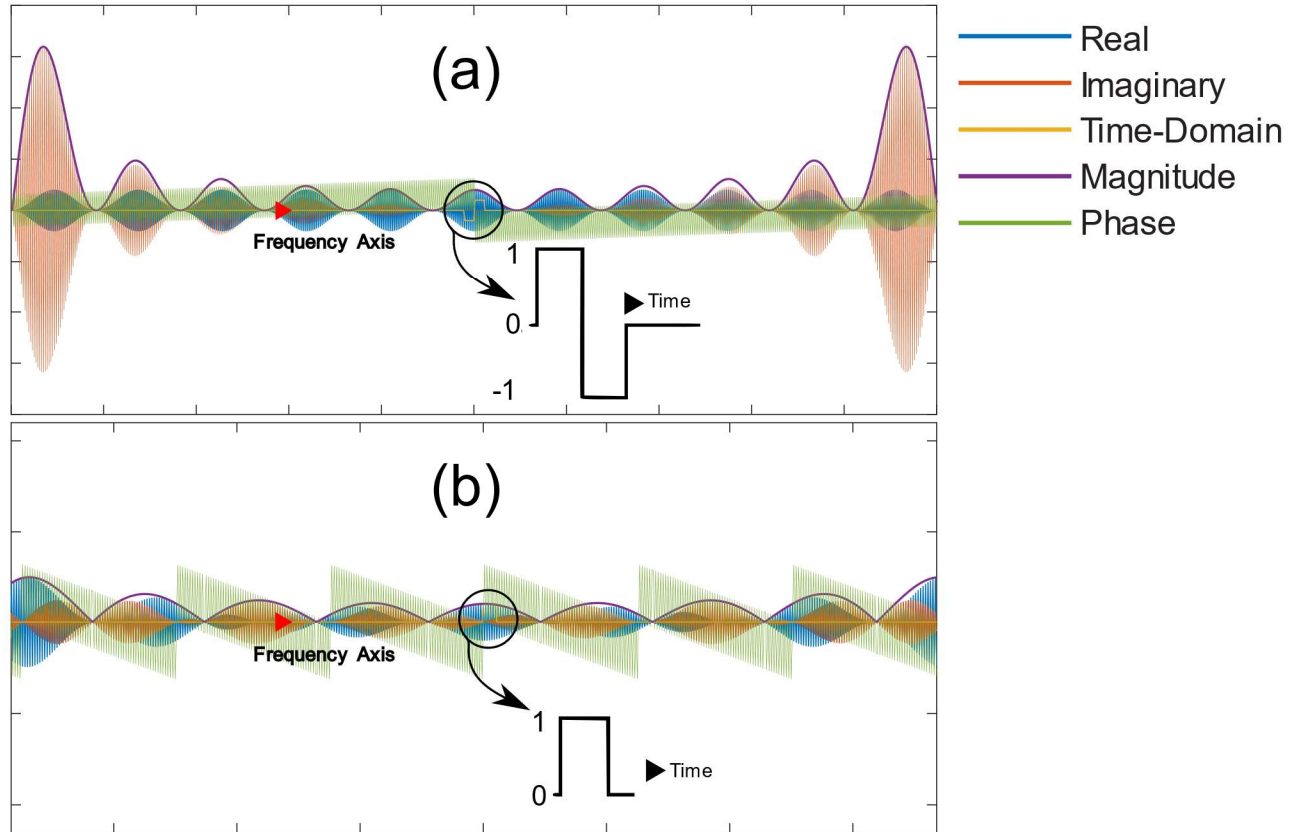 (a)
Real
Imaginary
Time-Domain
Magnitude
Phase
Frequency Axis
1
Time
0
-1
(b)
Frequency Axis
1
Time
0